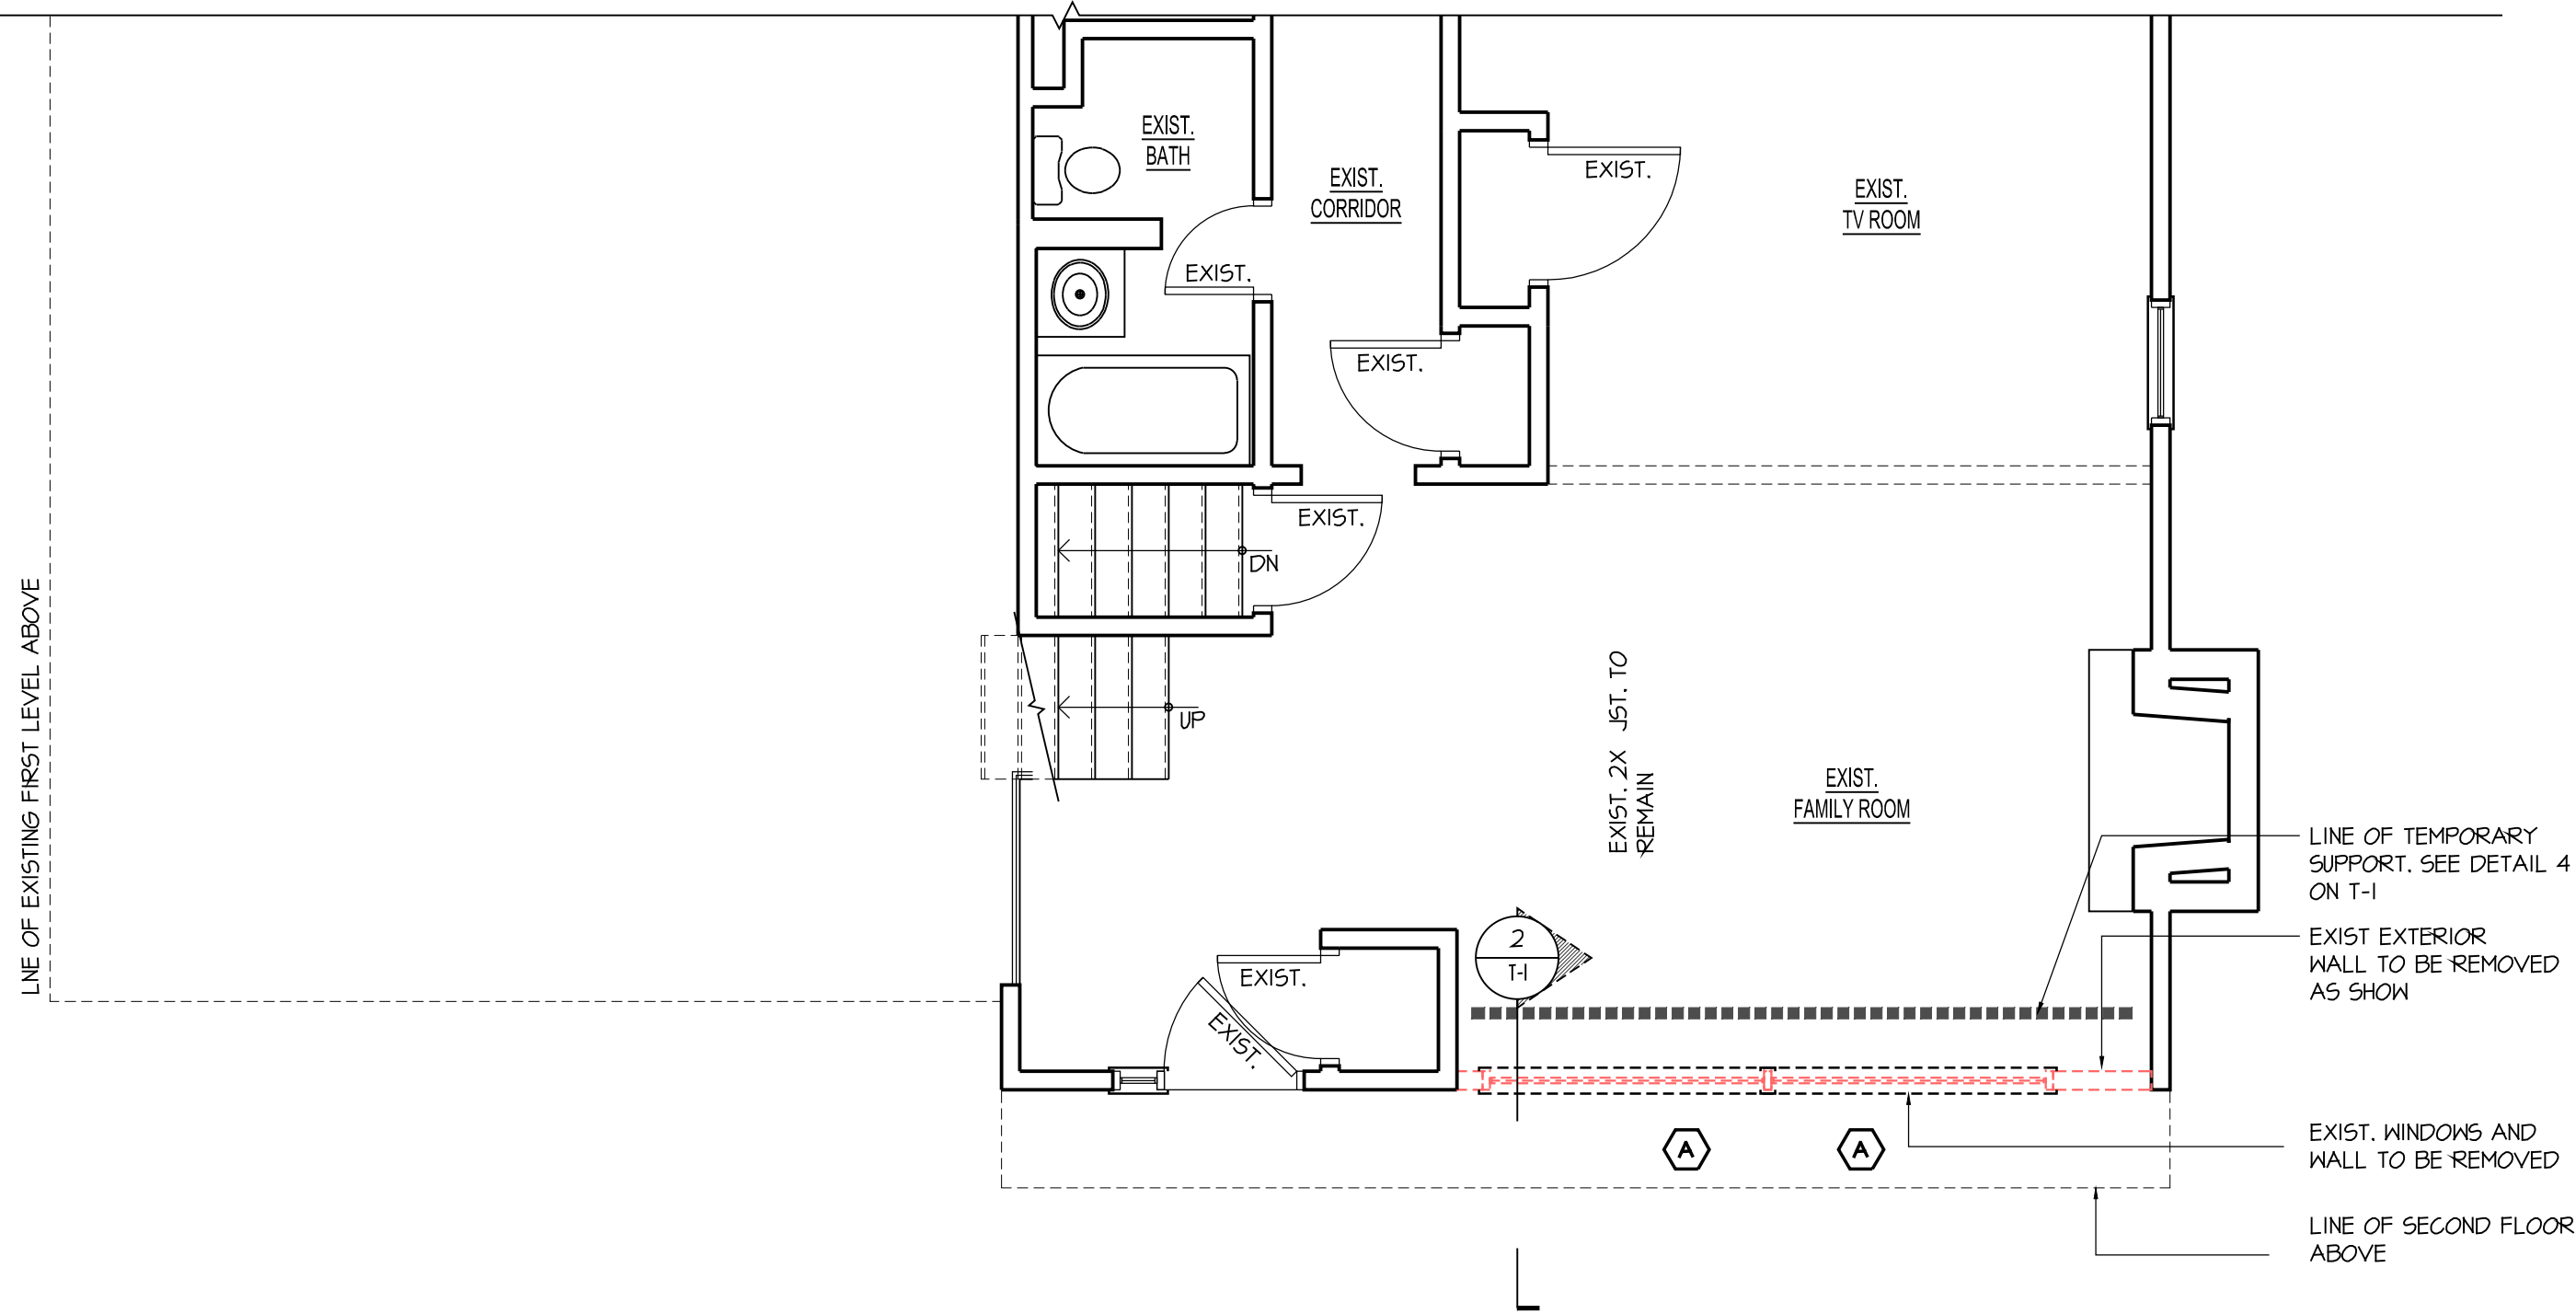 EXIST.
BATH
EXIST.
CORRIDOR
EXIST.
EXIST.
TV ROOM
EXIST.
EXIST.
EXIST.
DN
UP
LNE OF EXISTING FIRST LEVEL ABOVE
EXIST. 2X JST. TO
REMAIN
EXIST.
FAMILY ROOM
LINE OF TEMPORARY
SUPPORT. SEE DETAIL 4
ON T-1
EXIST EXTERIOR
WALL TO BE REMOVED
AS SHOW
2
T-1
EXIST.
EXIST.
A
A
EXIST. WINDOWS AND
WALL TO BE REMOVED
LINE OF SECOND FLOOR
ABOVE